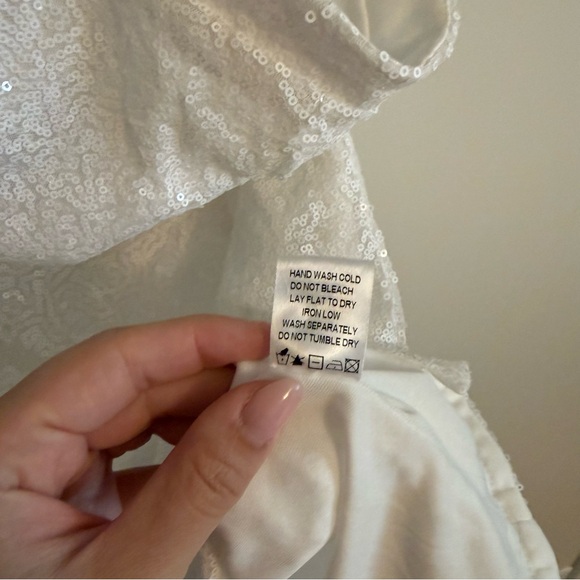 HAND WASH COLD
DO NOT BLEACH
LAY FLAT TO DRY
IRON LOW
WASH SEPARATELY
DO NOT TUMBLE DRY